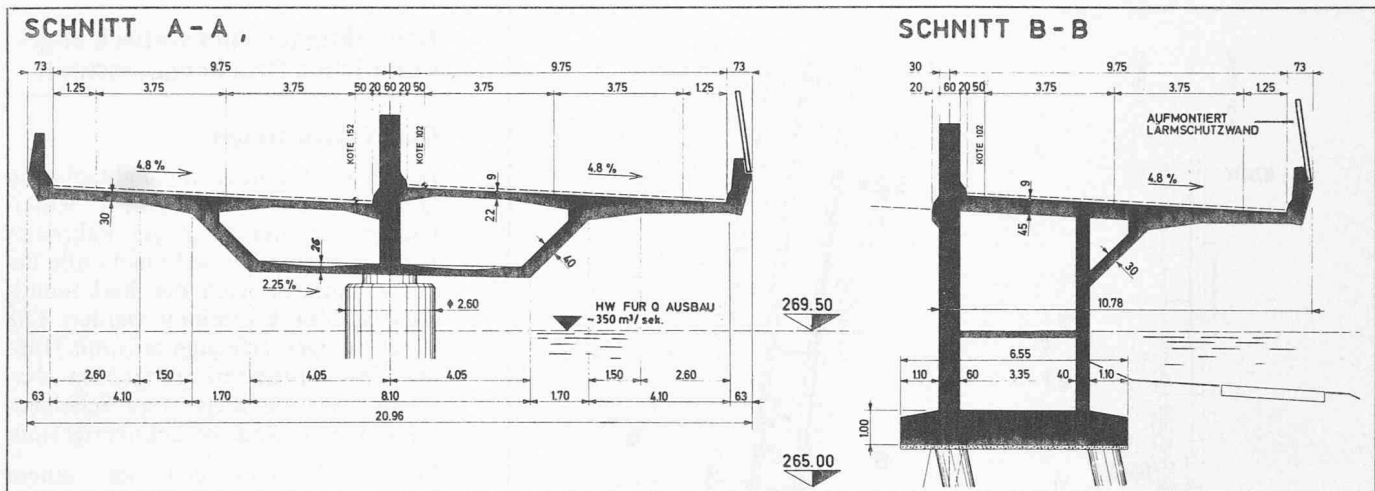 SCHNITT A-A,
73 9.75 9.75 73
1.25 3.75 3.75 50 20 60 20 50 3.75 3.75 1.25
KOTE 152
KOTE 102
4.8 %
4.8 %
30
9
22
26
40
2.25 %
ϕ 2.60
HW FUR Q AUSBAU
~350 m³/ sek.
2.60 1.50 4.05 4.05 1.50 2.60
63 4.10 1.70 8.10 1.70 4.10 63
20.96
SCHNITT B-B
30 9.75 73
20 60 20 50 3.75 3.75 1.25
KOTE 102
AUFMONTIERT
LÄRMSCHUTZWAND
4.8 %
9
45
30
10.78
269.50
6.55
1.10 60 3.35 40 1.10
1.00
265.00